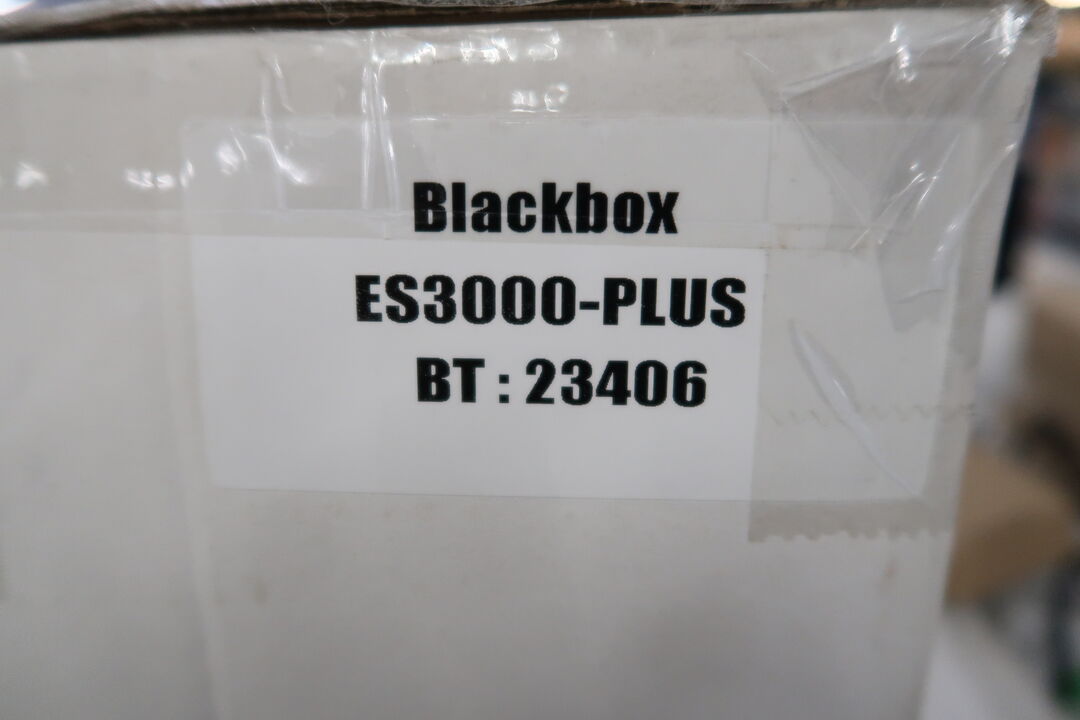 Blackbox
ES3000-PLUS
BT : 23406